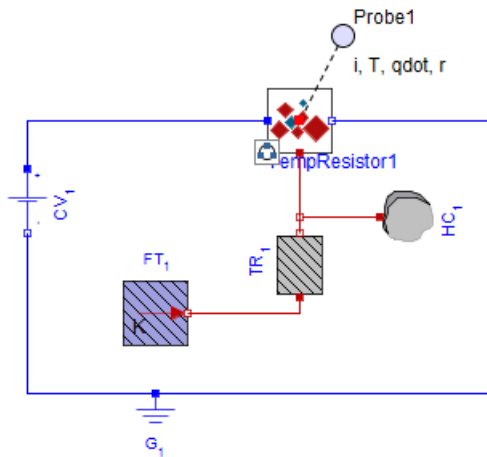 Probe1
i, T, qdot, r
+
TempResistor1
CV1
-
HC1
TR1
FT1
K
G1